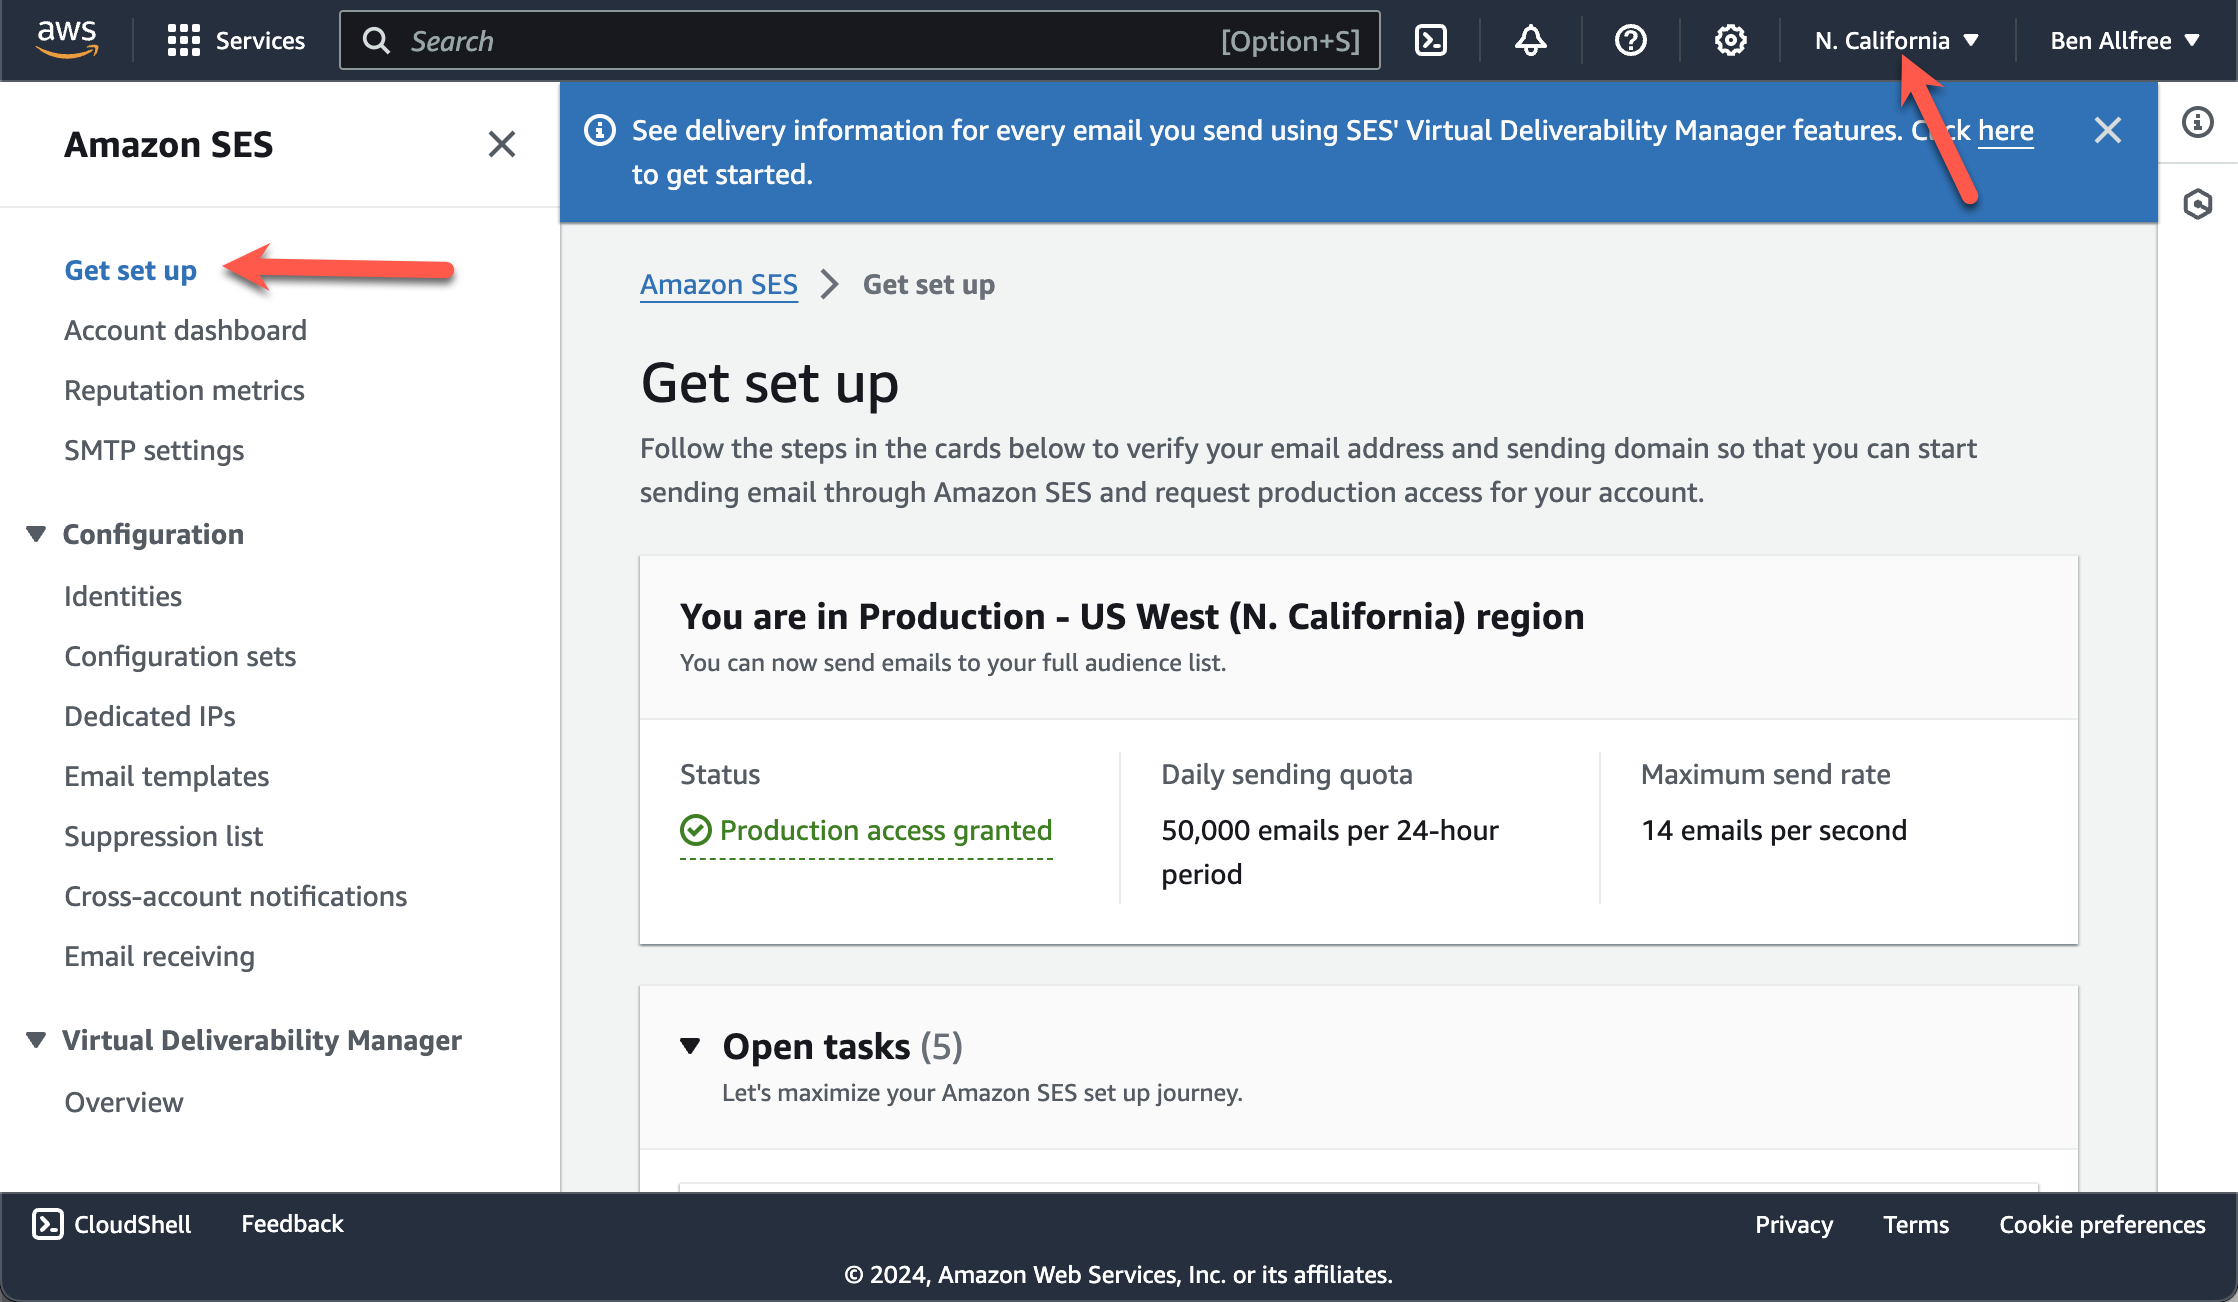 aws
Services
Search
[Option+S]
N. California
Ben Allfree
Amazon SES
Get set up
Account dashboard
Reputation metrics
SMTP settings
Configuration
Identities
Configuration sets
Dedicated IPs
Email templates
Suppression list
Cross-account notifications
Email receiving
Virtual Deliverability Manager
Overview
See delivery information for every email you send using SES' Virtual Deliverability Manager features. Click here
to get started.
Amazon SES > Get set up
Get set up
Follow the steps in the cards below to verify your email address and sending domain so that you can start
sending email through Amazon SES and request production access for your account.
You are in Production - US West (N. California) region
You can now send emails to your full audience list.
Status
Production access granted
Daily sending quota
50,000 emails per 24-hour
period
Maximum send rate
14 emails per second
Open tasks (5)
Let's maximize your Amazon SES set up journey.
CloudShell
Feedback
Privacy
Terms
Cookie preferences
© 2024, Amazon Web Services, Inc. or its affiliates.